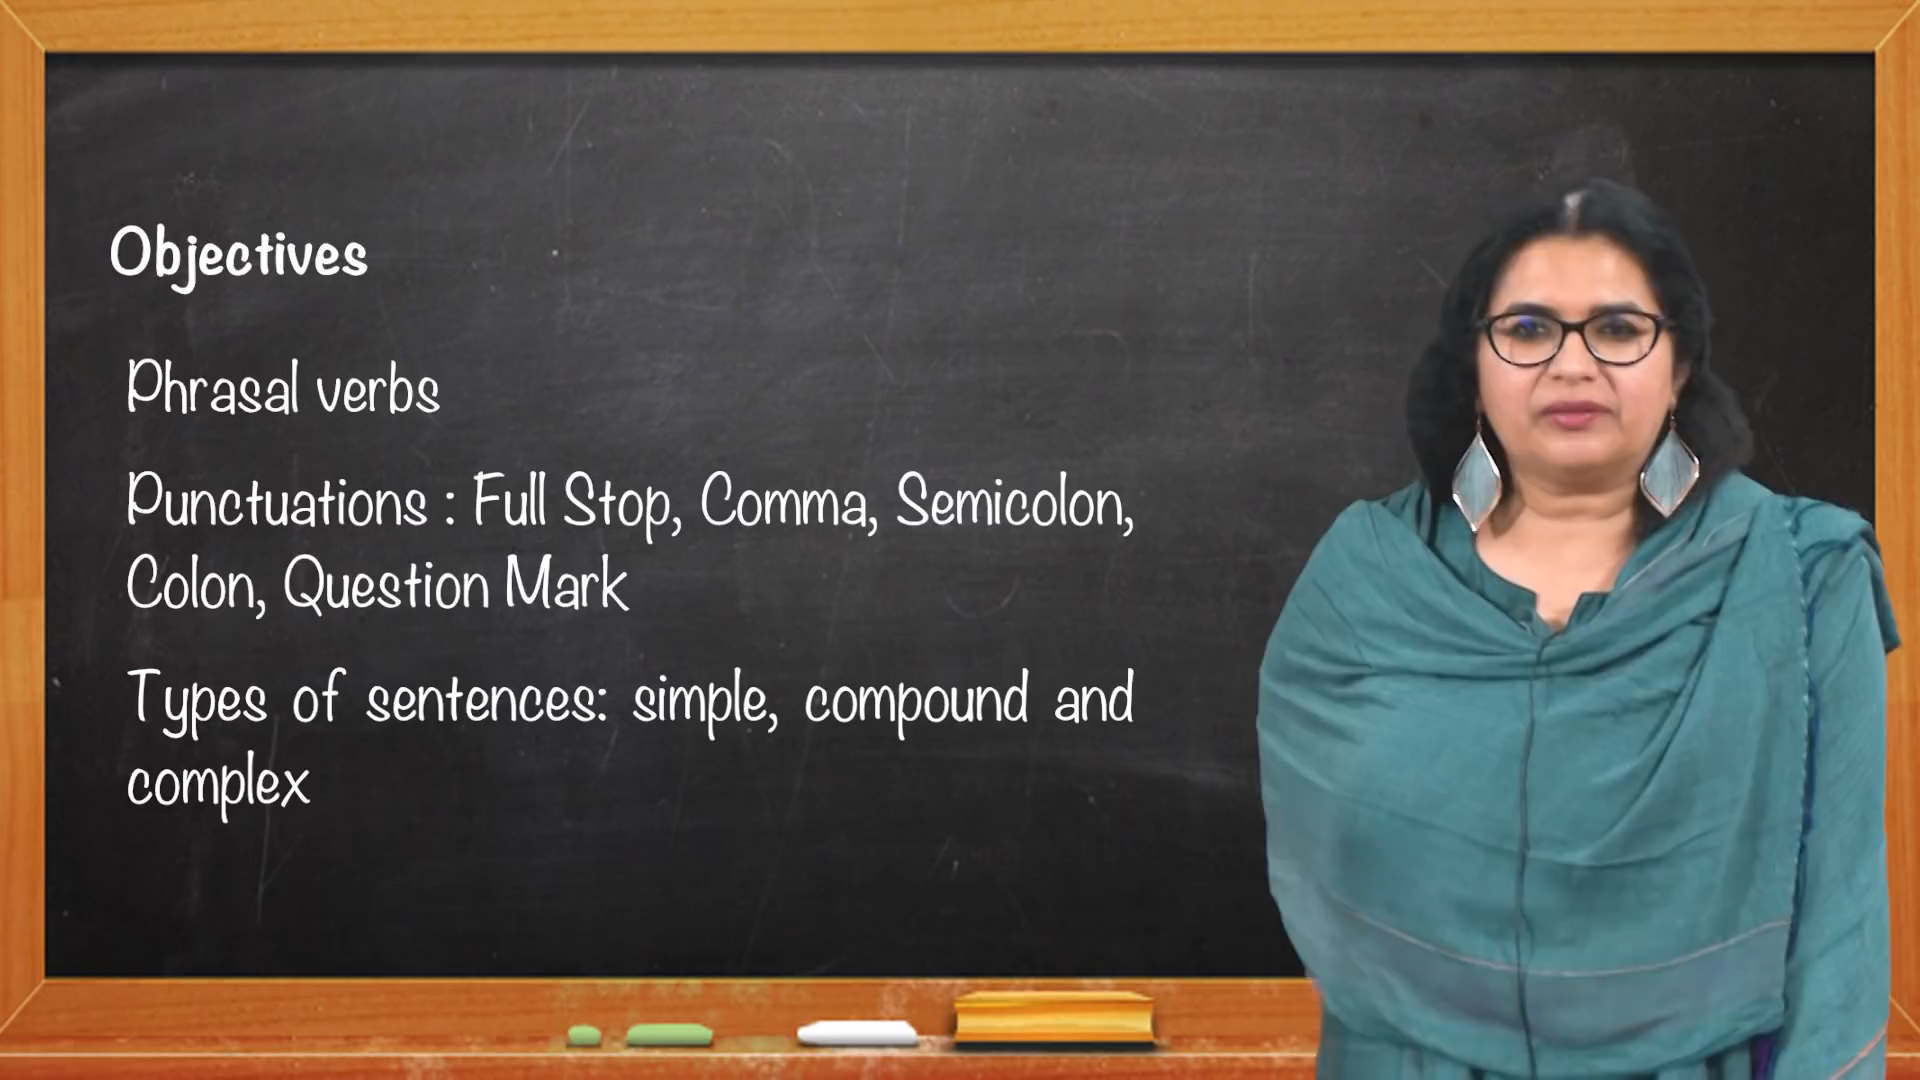 Objectives
Phrasal verbs
Punctuations : Full Stop, Comma, Semicolon,
Colon, Question Mark
Types of sentences: simple, compound and
complex